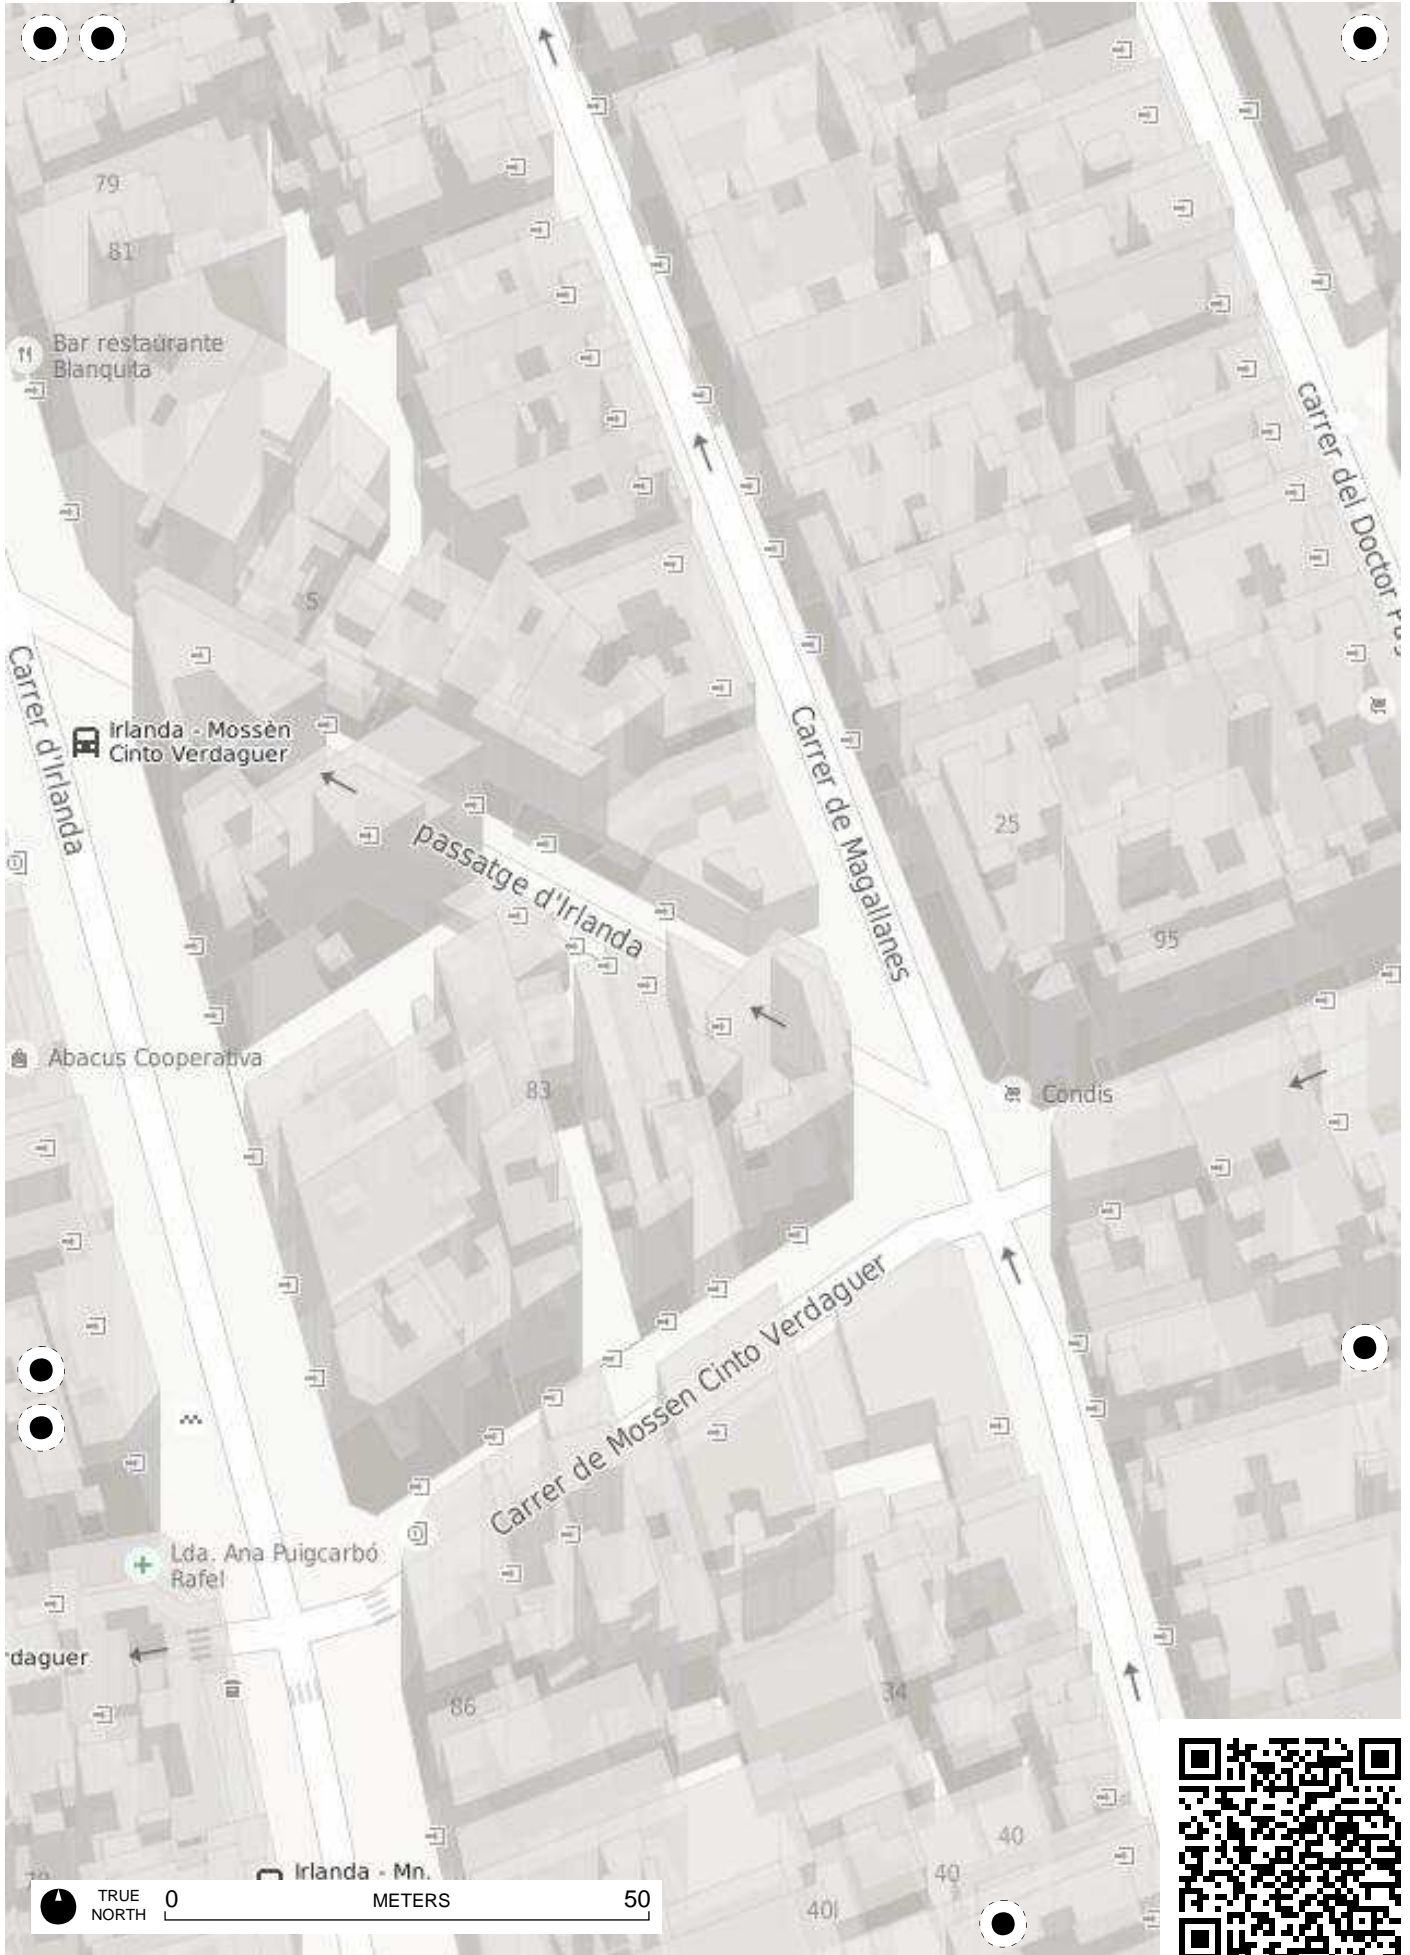 79
81
Bar restaurante
Blanquita
carrer del Doctor
5
Carrer d'Irlanda
Irlanda - Mossèn
Cinto Verdaguer
Carrer de Magallanes
25
passatge d'Irlanda
95
Abacus Cooperativa
83
Condis
Carrer de Mossen Cinto Verdaguer
Lda. Ana Puigcarbó
Rafel
rdaguer
86
34
40
Irlanda - Mn.
40
TRUE
NORTH
0
METERS
50